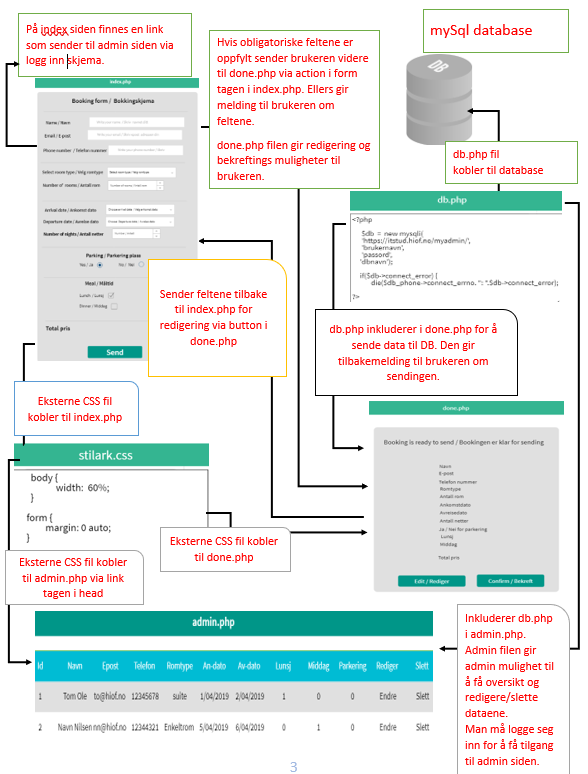 På index siden finnes en link
som sender til admin siden via
logg inn skjema.
Hvis obligatoriske feltene er
oppfylt sender brukeren videre
til done.php via action i form
tagen i index.php. Ellers gir
melding til brukeren om
feltene.
done.php filen gir redigering og
bekreftings muligheter til
brukeren.
mySql database
DB
db.php fil
kobler til database
index.php
Booking form / Bokkingskjema
Name / Navn
Email / E-post
Phone number / Telefon nummer
Select room type / Velg romtype
Number of rooms / Antall rom
Arrival date / Ankomst dato
Departure date / Avreise dato
Number of nights / Antall netter
Parking / Parkering plass
Yes / Ja
No / Nei
Meal / Måltid
Lunsh / Lunsj
Dinner / Middag
Total pris
Send
Sender feltene tilbake
til index.php for
redigering via button i
done.php
db.php
<?php
$db = new mysqli(
'https://itstud.hiof.no/myadmin/',
'brukernavn',
'passord',
'dbnavn');
if($db->connect_error) {
die($db_phone->connect_errno. ": ".$db->connect_error);
?>
db.php inkluderer i done.php for å
sende data til DB. Den gir
tilbakemelding til brukeren om
sendingen.
Eksterne CSS fil
kobler til index.php
stilark.css
body {
width: 60%;
}
form {
margin: 0 auto;
}
Eksterne CSS fil kobler
til done.php
Eksterne CSS fil kobler
til admin.php via link
tagen i head
done.php
Booking is ready to send / Bookingen er klar for sending
Navn
E-post
Telefon nummer
Romtype
Antall rom
Ankomstdato
Avreisedato
Antall netter
Ja / Nei for parkering
Lunsj
Middag
Total pris
Edit / Rediger
Confirm / Bekreft
admin.php
Id Navn Epost Telefon Romtype An-dato Av-dato Lunsj Middag Parkering Rediger Slett
1 Tom Ole to@hiof.no 12345678 suite 1/04/2019 2/04/2019 1 0 0 Endre Slett
2 Navn Nilsen nn@hiof.no 12344321 Enkeltrom 5/04/2019 6/04/2019 0 1 0 Endre Slett
Inkluderer db.php
i admin.php.
Admin filen gir
admin mulighet til
å få oversikt og
redigere/slette
dataene.
Man må logge seg
inn for å få tilgang
til admin siden.
3